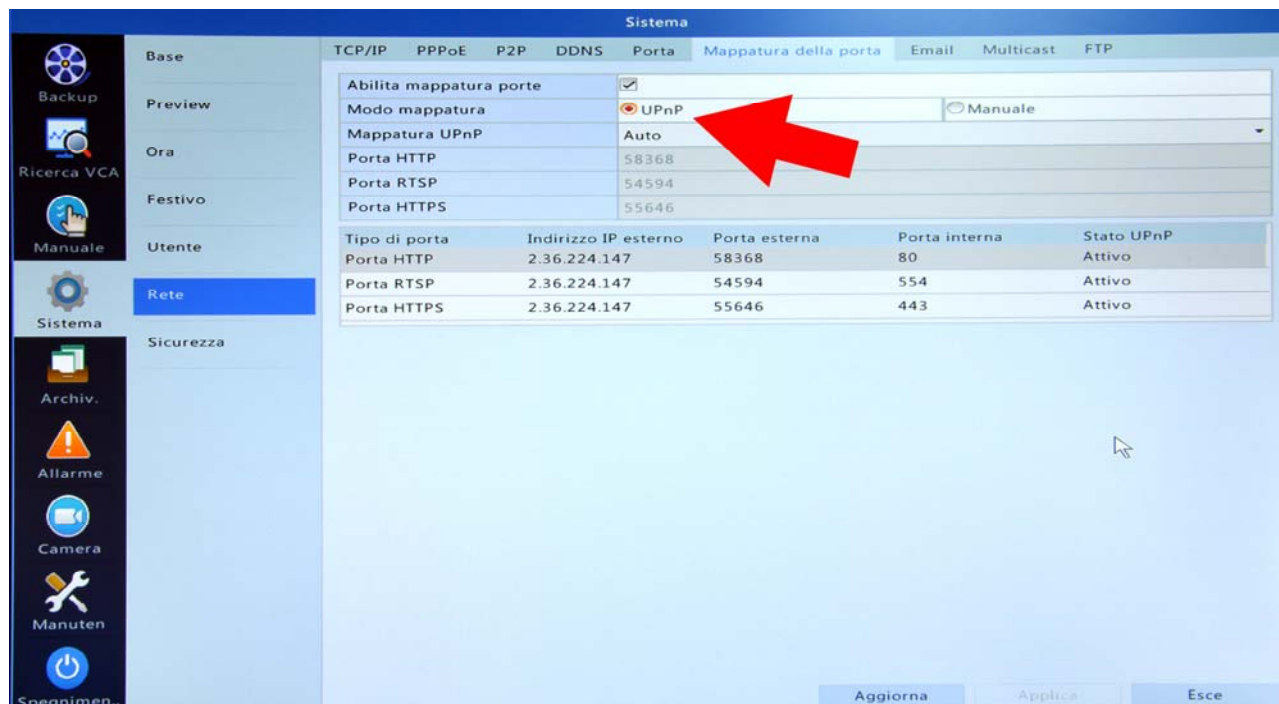 Sistema
Backup
Ricerca VCA
Manuale
Sistema
Archiv.
Allarme
Camera
Manuten
Spegnimen..
Base
Preview
Ora
Festivo
Utente
Rete
Sicurezza
TCP/IP PPPoE P2P DDNS Porta Mappatura della porta Email Multicast FTP
Abilita mappatura porte
Modo mappatura UPnP Manuale
Mappatura UPnP Auto
Porta HTTP 58368
Porta RTSP 54594
Porta HTTPS 55646
Tipo di porta Indirizzo IP esterno Porta esterna Porta interna Stato UPnP
Porta HTTP 2.36.224.147 58368 80 Attivo
Porta RTSP 2.36.224.147 54594 554 Attivo
Porta HTTPS 2.36.224.147 55646 443 Attivo
Aggiorna Applica Esce